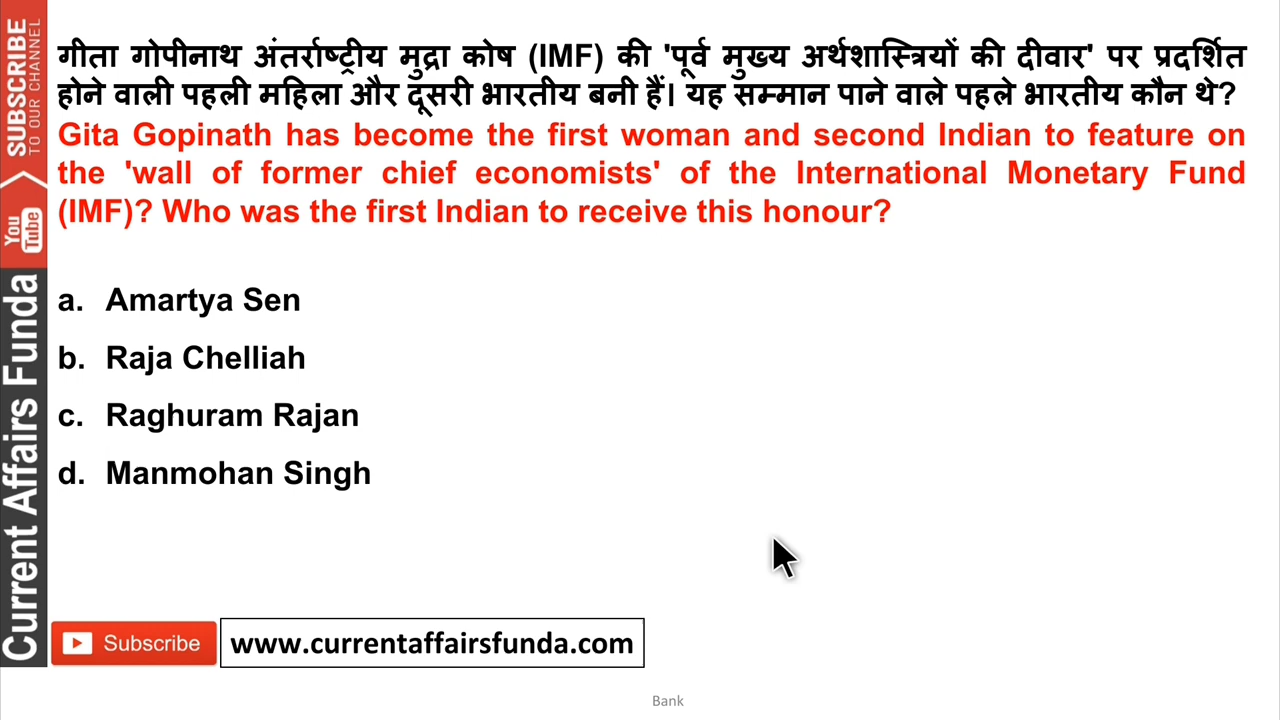 गीता गोपीनाथ अंतर्राष्ट्रीय मुद्रा कोष (IMF) की 'पूर्व मुख्य अर्थशास्त्रियों की दीवार' पर प्रदर्शित
होने वाली पहली महिला और दूसरी भारतीय बनी हैं। यह सम्मान पाने वाले पहले भारतीय कौन थे?
Gita Gopinath has become the first woman and second Indian to feature on
the 'wall of former chief economists' of the International Monetary Fund
(IMF)? Who was the first Indian to receive this honour?
a. Amartya Sen
b. Raja Chelliah
c. Raghuram Rajan
d. Manmohan Singh
SUBSCRIBE
TO OUR CHANNEL
You
Tube
Current Affairs Funda
Subscribe
www.currentaffairsfunda.com
Bank